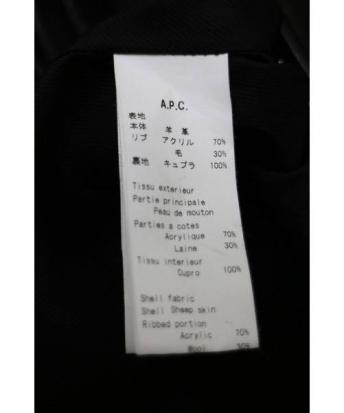 A.P.C.
表地
本体 羊 革
リブ アクリル 70%
毛 30%
裏地 キュプラ 100%
Tissu exterieur
Partie principale
Peau de mouton
Parties a cotes
Acrylique 70%
Laine 30%
Tissu interieur
Cupro 100%
Shell fabric
Shell Sheep skin
Ribbed portion
Acrylic 70%
Wool 30%